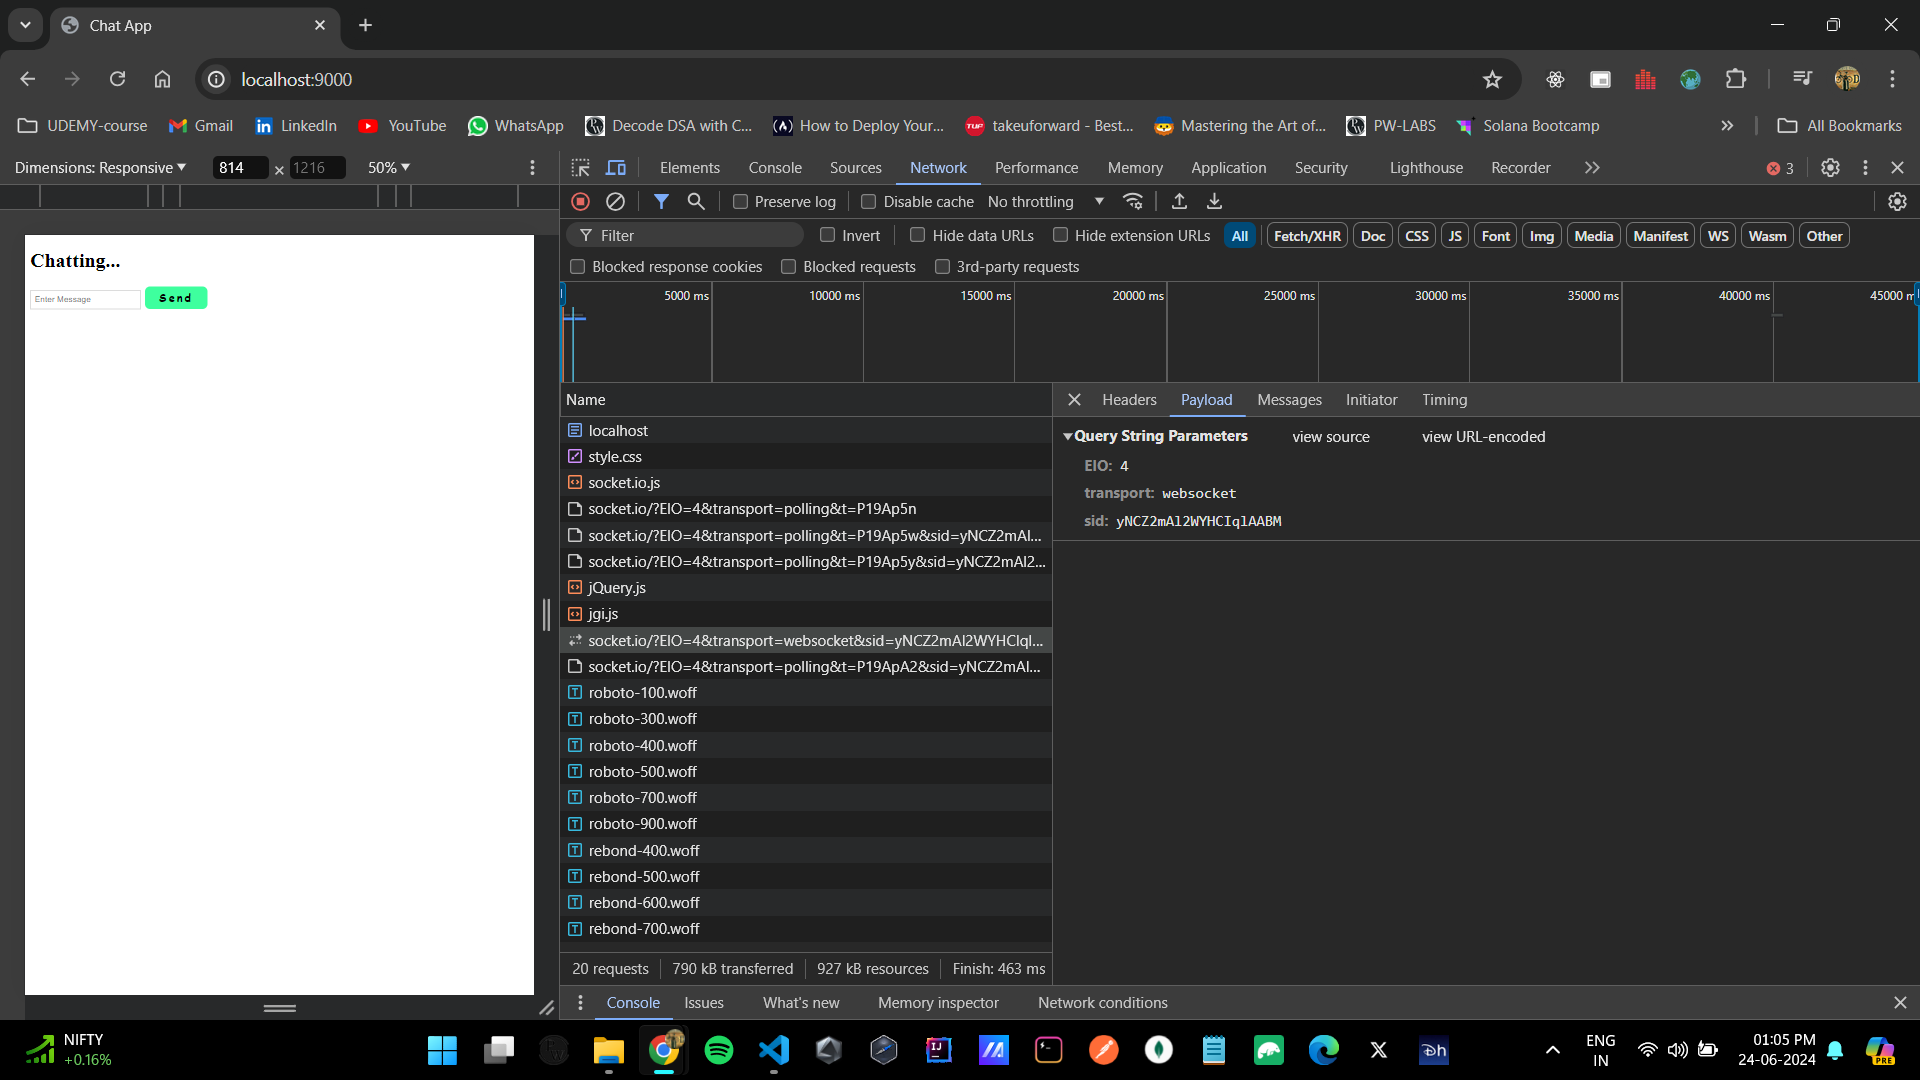 Chat App
localhost:9000
UDEMY-course
Gmail
LinkedIn
YouTube
WhatsApp
Decode DSA with C...
How to Deploy Your...
takeuforward - Best...
Mastering the Art of...
PW-LABS
Solana Bootcamp
All Bookmarks
Dimensions: Responsive
814
×
1216
50%
Elements
Console
Sources
Network
Performance
Memory
Application
Security
Lighthouse
Recorder
3
Preserve log
Disable cache
No throttling
Filter
Invert
Hide data URLs
Hide extension URLs
All
Fetch/XHR
Doc
CSS
JS
Font
Img
Media
Manifest
WS
Wasm
Other
Blocked response cookies
Blocked requests
3rd-party requests
5000 ms
10000 ms
15000 ms
20000 ms
25000 ms
30000 ms
35000 ms
40000 ms
45000 m
Chatting...
Enter Message
Send
Name
localhost
style.css
socket.io.js
socket.io/?EIO=4&transport=polling&t=P19Ap5n
socket.io/?EIO=4&transport=polling&t=P19Ap5w&sid=yNCZ2mAl...
socket.io/?EIO=4&transport=polling&t=P19Ap5y&sid=yNCZ2mAl2...
jQuery.js
jgi.js
socket.io/?EIO=4&transport=websocket&sid=yNCZ2mAl2WYHCIql...
socket.io/?EIO=4&transport=polling&t=P19ApA2&sid=yNCZ2mAl...
roboto-100.woff
roboto-300.woff
roboto-400.woff
roboto-500.woff
roboto-700.woff
roboto-900.woff
rebond-400.woff
rebond-500.woff
rebond-600.woff
rebond-700.woff
20 requests
790 kB transferred
927 kB resources
Finish: 463 ms
Headers
Payload
Messages
Initiator
Timing
Query String Parameters
view source
view URL-encoded
EIO: 4
transport: websocket
sid: yNCZ2mAl2WYHCIqlAABM
Console
Issues
What's new
Memory inspector
Network conditions
NIFTY
+0.16%
ENG
IN
01:05 PM
24-06-2024